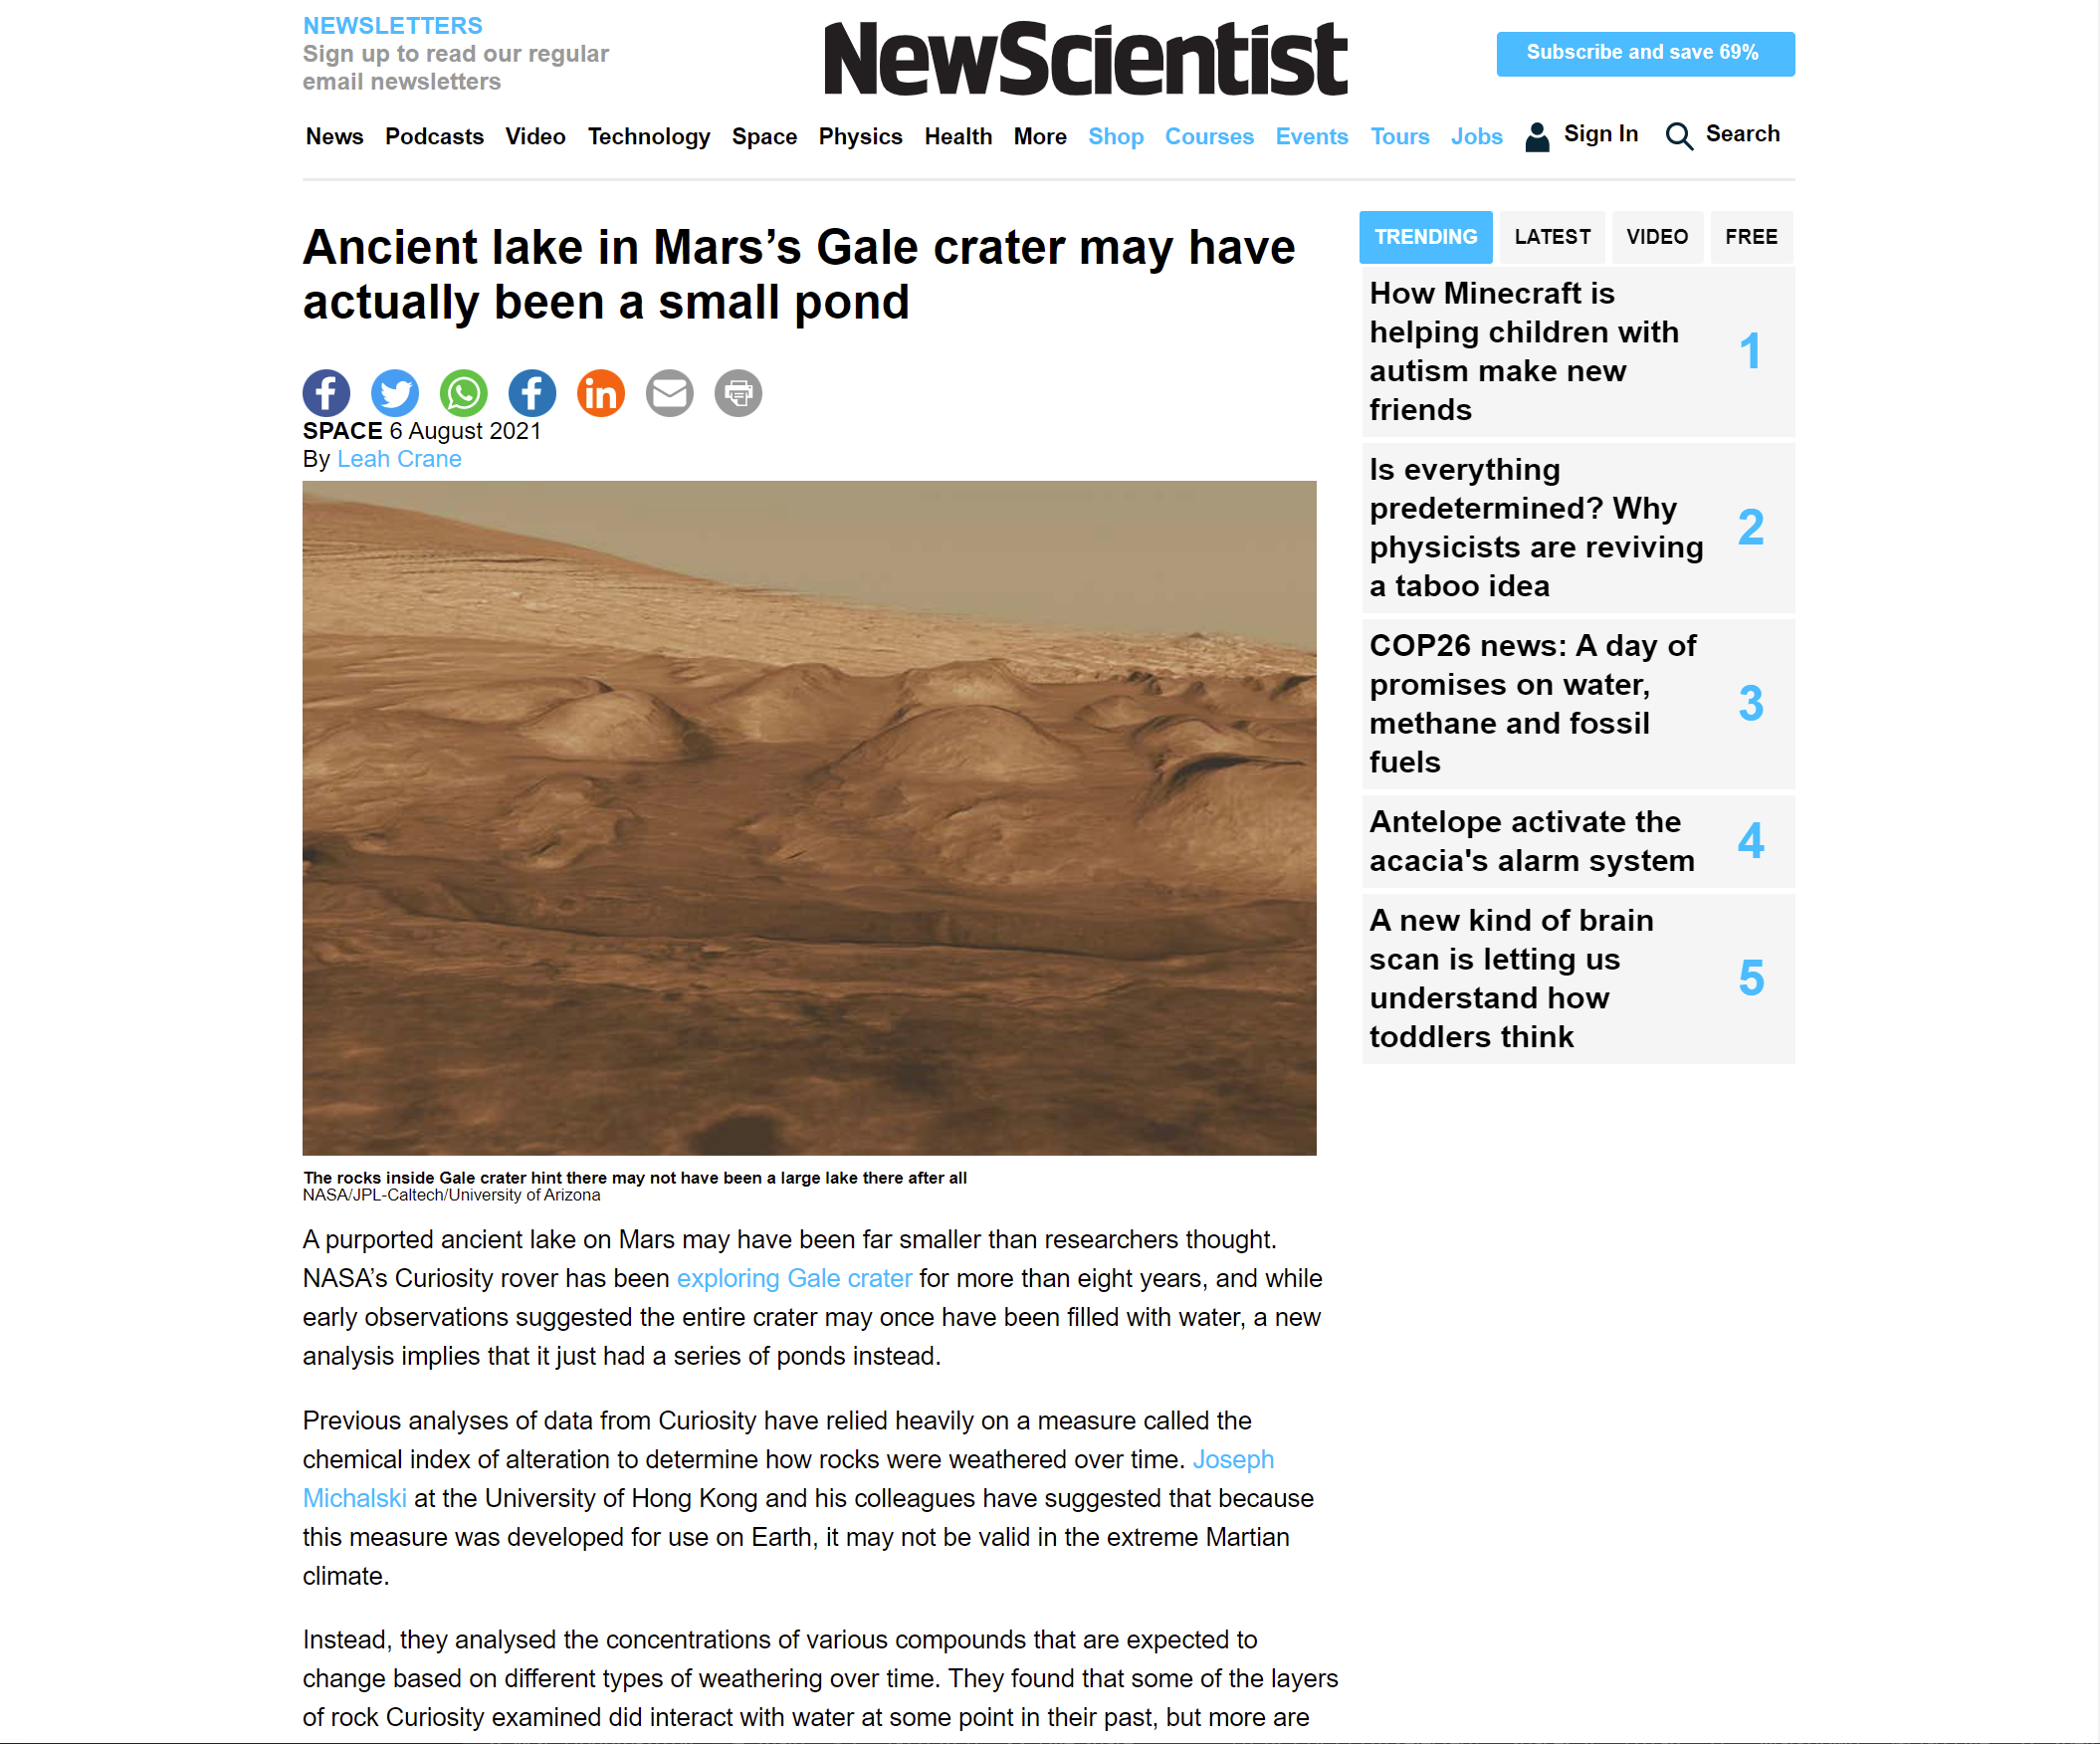 NEWSLETTERS
Sign up to read our regular
email newsletters
NewScientist
Subscribe and save 69%
News Podcasts Video Technology Space Physics Health More Shop Courses Events Tours Jobs Sign In Search
Ancient lake in Mars’s Gale crater may have
actually been a small pond
SPACE 6 August 2021
By Leah Crane
The rocks inside Gale crater hint there may not have been a large lake there after all
NASA/JPL-Caltech/University of Arizona
A purported ancient lake on Mars may have been far smaller than researchers thought.
NASA’s Curiosity rover has been exploring Gale crater for more than eight years, and while
early observations suggested the entire crater may once have been filled with water, a new
analysis implies that it just had a series of ponds instead.
Previous analyses of data from Curiosity have relied heavily on a measure called the
chemical index of alteration to determine how rocks were weathered over time. Joseph
Michalski at the University of Hong Kong and his colleagues have suggested that because
this measure was developed for use on Earth, it may not be valid in the extreme Martian
climate.
Instead, they analysed the concentrations of various compounds that are expected to
change based on different types of weathering over time. They found that some of the layers
of rock Curiosity examined did interact with water at some point in their past, but more are
TRENDING LATEST VIDEO FREE
How Minecraft is
helping children with
autism make new
friends
1
Is everything
predetermined? Why
physicists are reviving
a taboo idea
2
COP26 news: A day of
promises on water,
methane and fossil
fuels
3
Antelope activate the
acacia's alarm system
4
A new kind of brain
scan is letting us
understand how
toddlers think
5